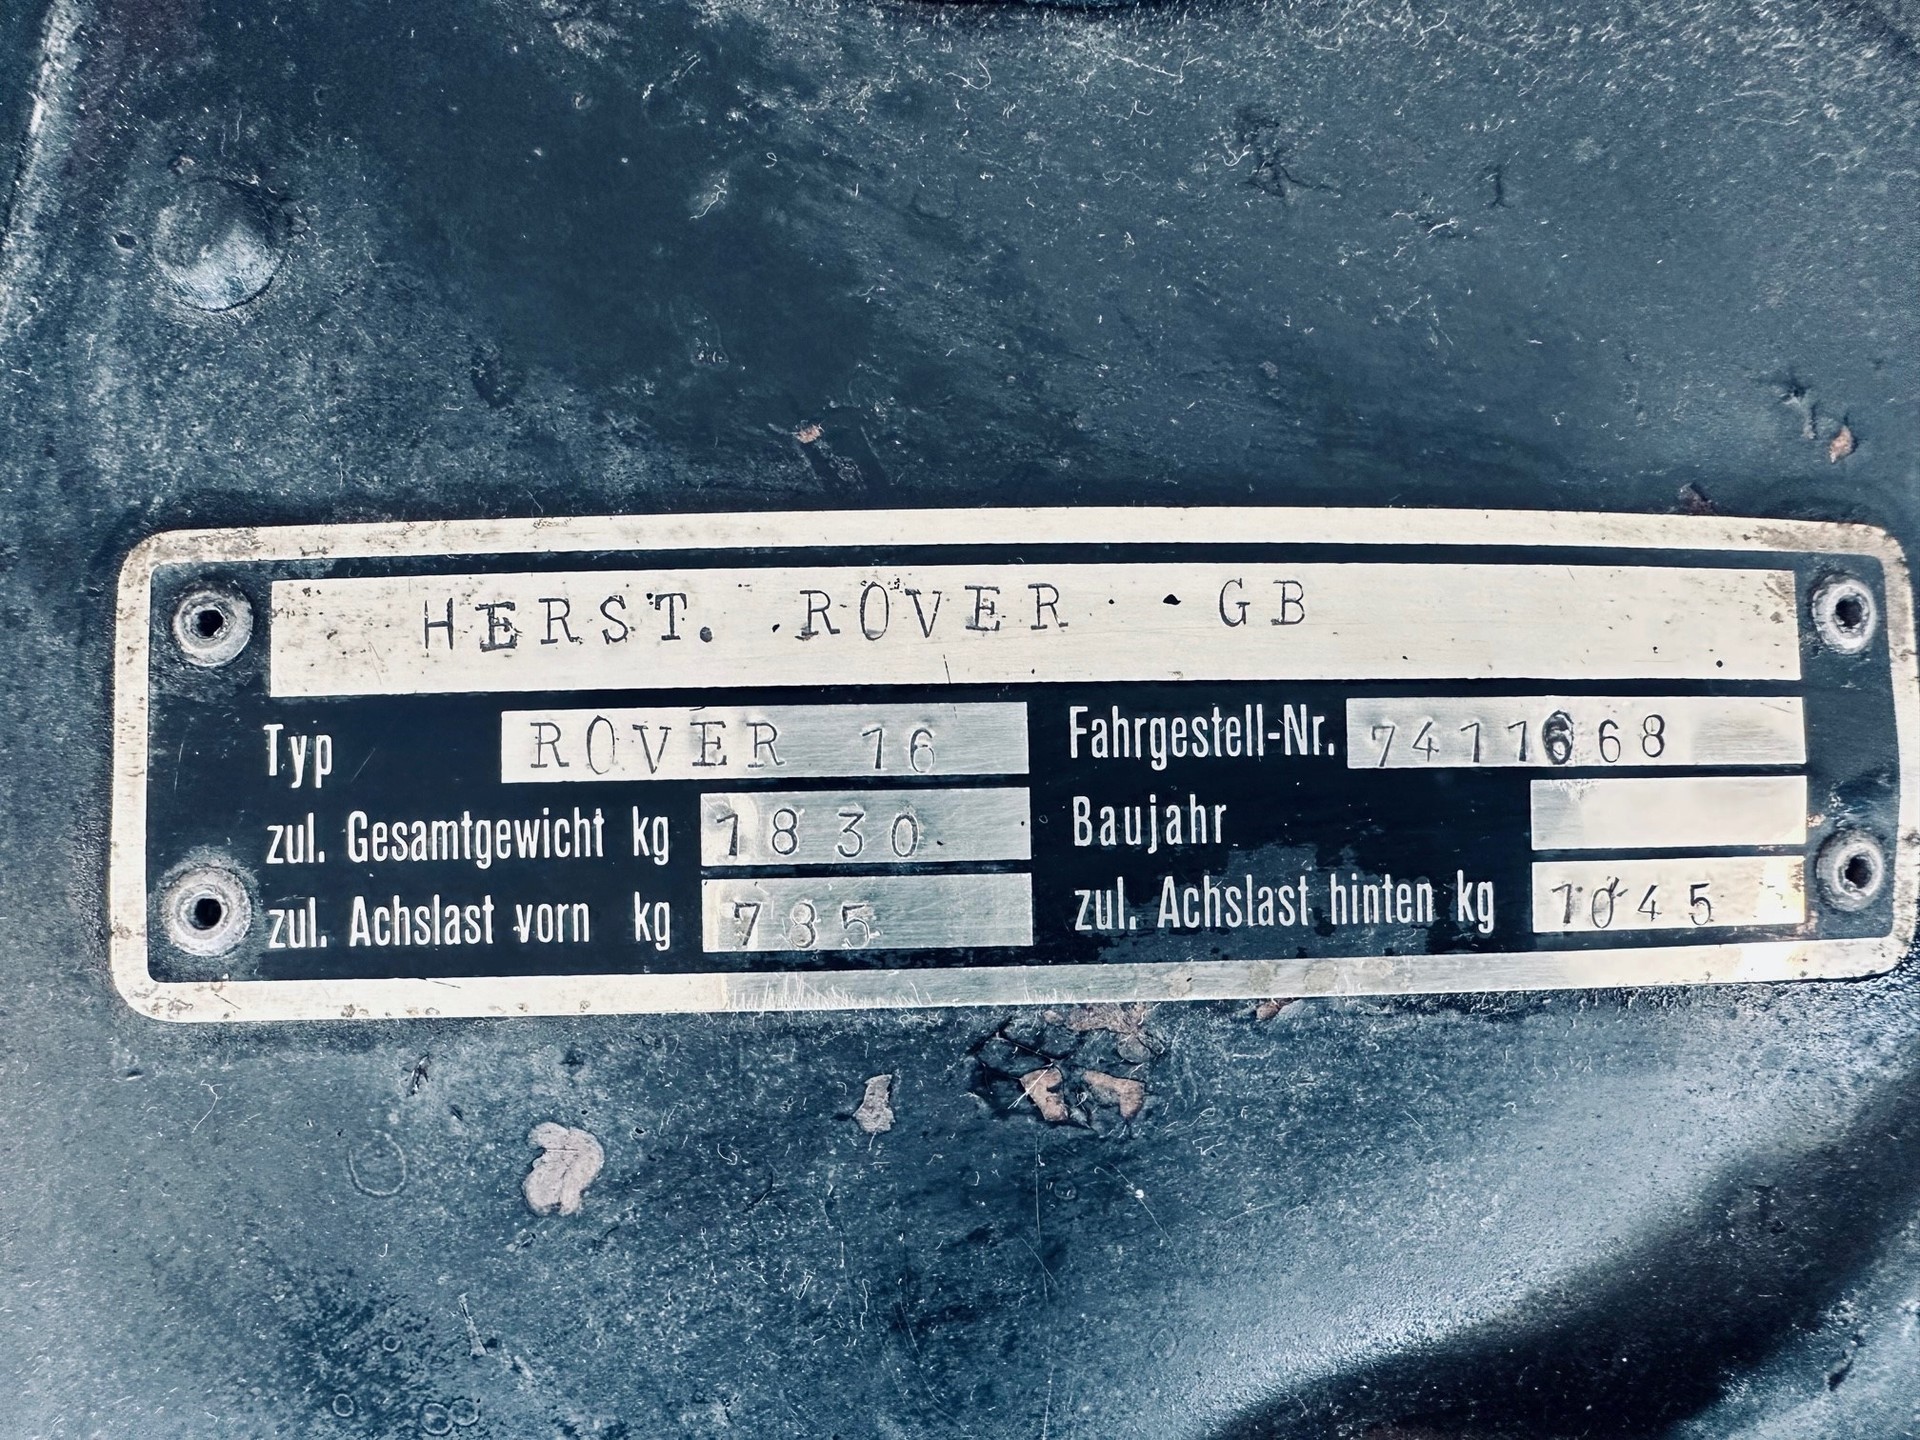 HERST. ROVER GB
Typ ROVER 16 Fahrgestell-Nr. 7411668
zul. Gesamtgewicht kg 1830 Baujahr
zul. Achslast vorn kg 785 zul. Achslast hinten kg 1045